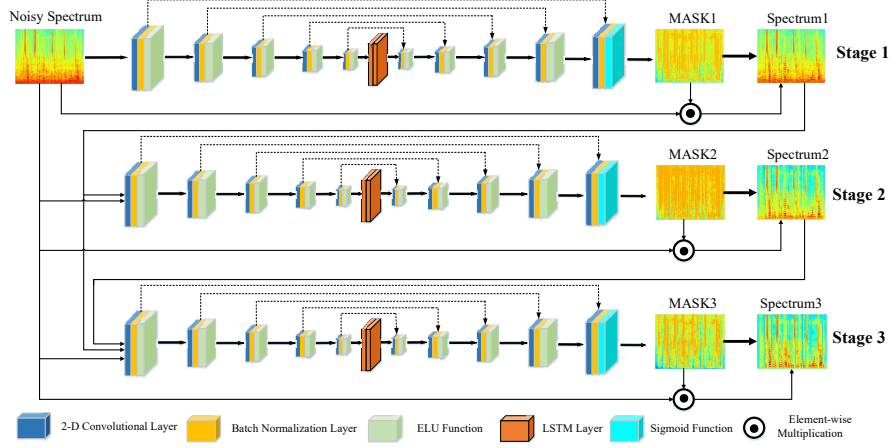 Noisy Spectrum
MASK1
Spectrum1
Stage 1
MASK2
Spectrum2
Stage 2
MASK3
Spectrum3
Stage 3
2-D Convolutional Layer
Batch Normalization Layer
ELU Function
LSTM Layer
Sigmoid Function
Element-wise
Multiplication